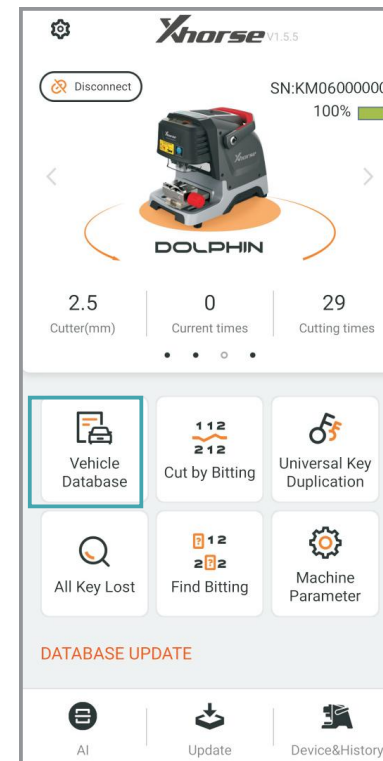 Xhorse V1.5.5
Disconnect
SN:KM06000000
100%
Xhorse
DOLPHIN
2.5
Cutter(mm)
0
Current times
29
Cutting times
Vehicle
Database
112
212
Cut by Bitting
Universal Key
Duplication
All Key Lost
?12
2?2
Find Bitting
Machine
Parameter
DATABASE UPDATE
AI
Update
Device&History